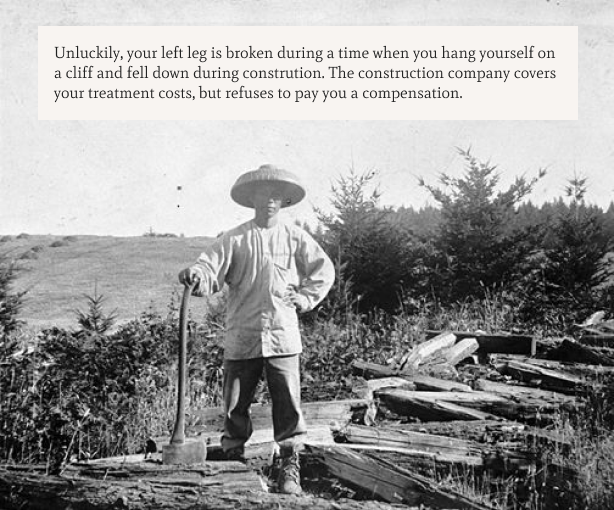 Unluckily, your left leg is broken during a time when you hang yourself on
a cliff and fell down during constrution. The construction company covers
your treatment costs, but refuses to pay you a compensation.